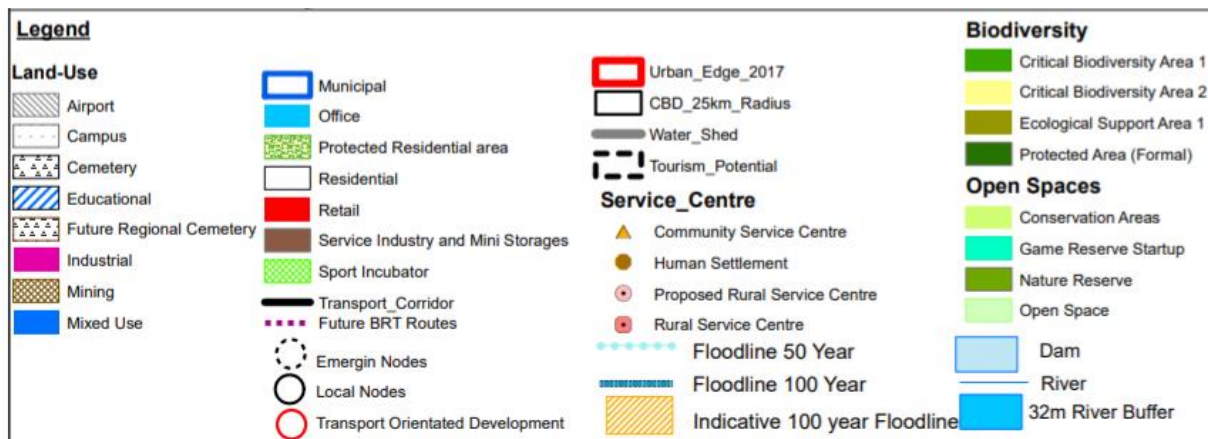 Legend
Land-Use
Airport
Campus
Cemetery
Educational
Future Regional Cemetery
Industrial
Mining
Mixed Use
Municipal
Office
Protected Residential area
Residential
Retail
Service Industry and Mini Storages
Sport Incubator
Transport_Corridor
Future BRT Routes
Emergin Nodes
Local Nodes
Transport Orientated Development
Urban_Edge_2017
CBD_25km_Radius
Water_Shed
Tourism_Potential
Service_Centre
Community Service Centre
Human Settlement
Proposed Rural Service Centre
Rural Service Centre
Floodline 50 Year
Floodline 100 Year
Indicative 100 year Floodline
Biodiversity
Critical Biodiversity Area 1
Critical Biodiversity Area 2
Ecological Support Area 1
Protected Area (Formal)
Open Spaces
Conservation Areas
Game Reserve Startup
Nature Reserve
Open Space
Dam
River
32m River Buffer